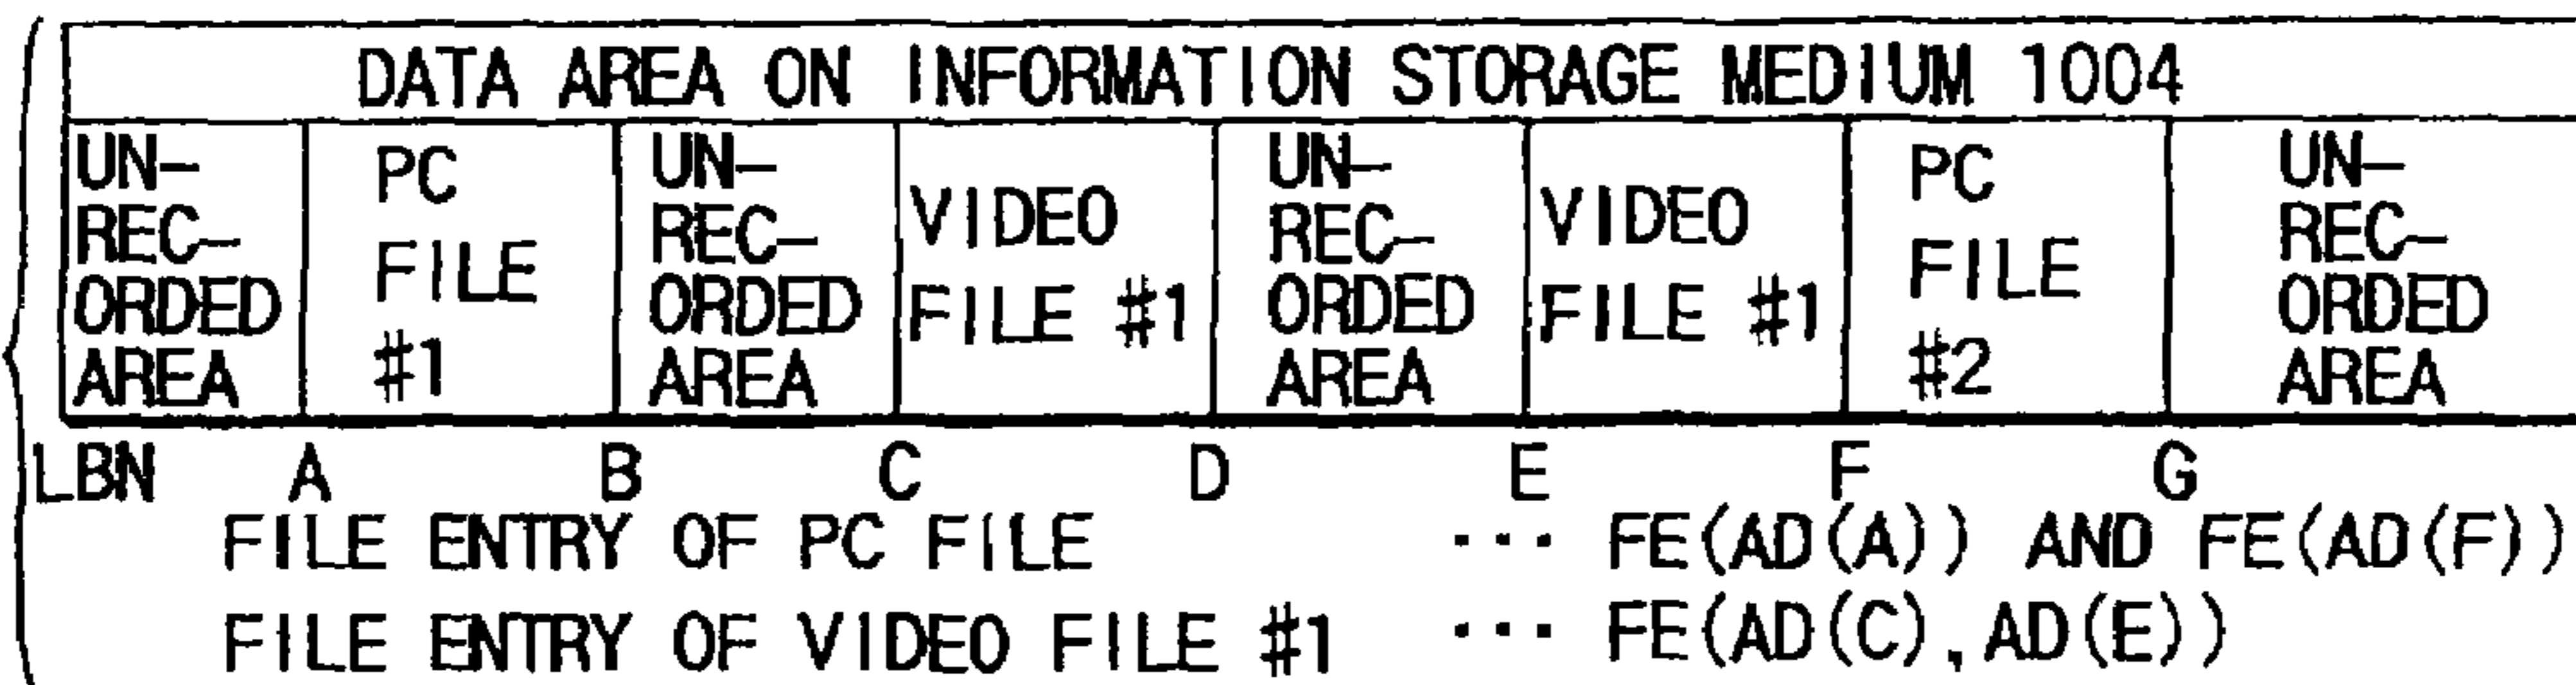 DATA AREA ON INFORMATION STORAGE MEDIUM 1004
UN-
REC-
ORDED
AREA
PC
FILE
#1
UN-
REC-
ORDED
AREA
VIDEO
FILE #1
UN-
REC-
ORDED
AREA
VIDEO
FILE #1
PC
FILE
#2
UN-
REC-
ORDED
AREA
LBN A B C D E F G
FILE ENTRY OF PC FILE ··· FE(AD(A)) AND FE(AD(F))
FILE ENTRY OF VIDEO FILE #1 ··· FE(AD(C), AD(E))